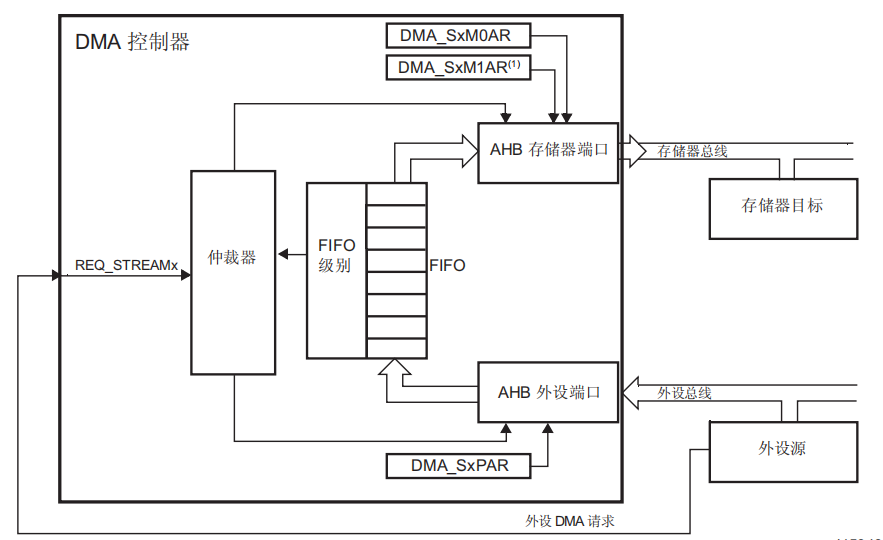 DMA 控制器
DMA_SxM0AR
DMA_SxM1AR(1)
AHB 存储器端口
存储器总线
存储器目标
仲裁器
FIFO
级别
FIFO
REQ_STREAMx
AHB 外设端口
外设总线
外设源
DMA_SxPAR
外设 DMA 请求